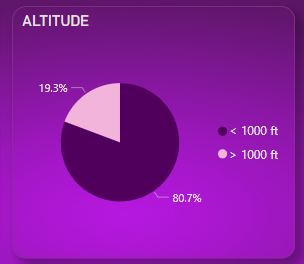 ALTITUDE
19.3%
< 1000 ft
> 1000 ft
80.7%